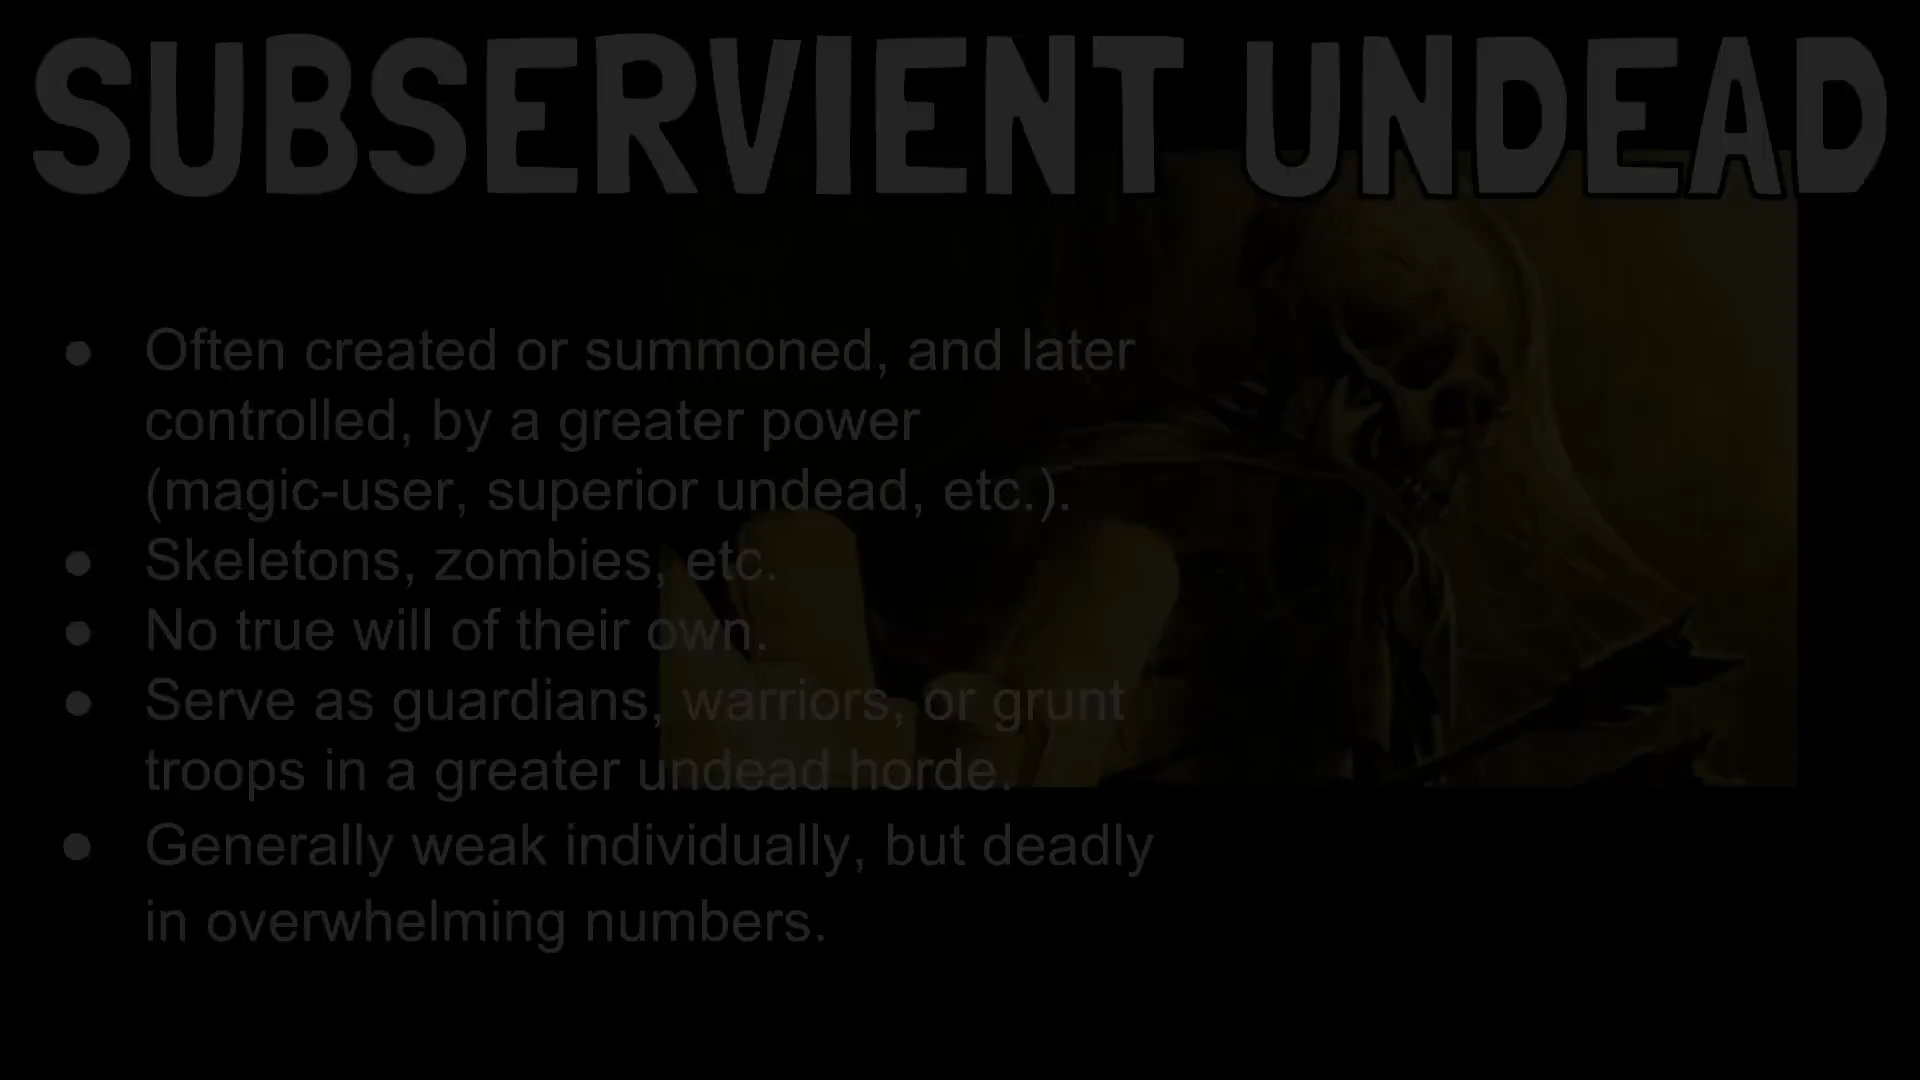 SUBSERVIENT UNDEAD
● Often created or summoned, and later
controlled, by a greater power
(magic-user, superior undead, etc.).
● Skeletons, zombies, etc.
● No true will of their own.
● Serve as guardians, warriors, or grunt
troops in a greater undead horde.
● Generally weak individually, but deadly
in overwhelming numbers.